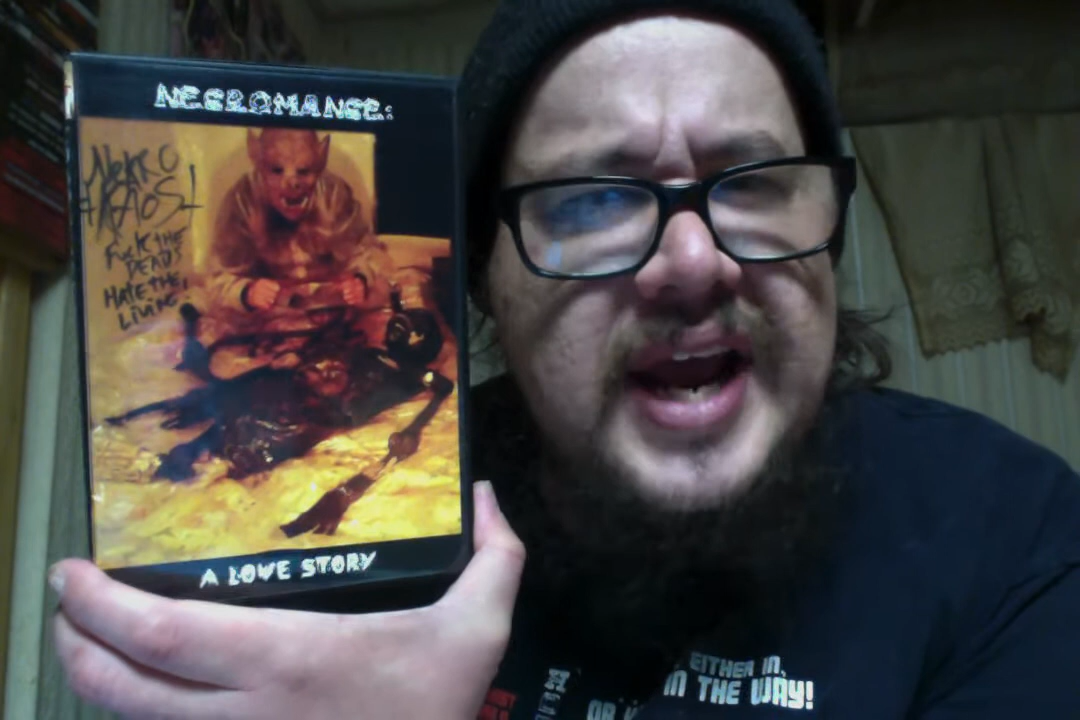 NECROMANCE:
NEKRO
KAOS!
FUCK THE
DEAD
HATE THE
LIVING
A LOVE STORY
EITHER IN,
IN THE WAY!